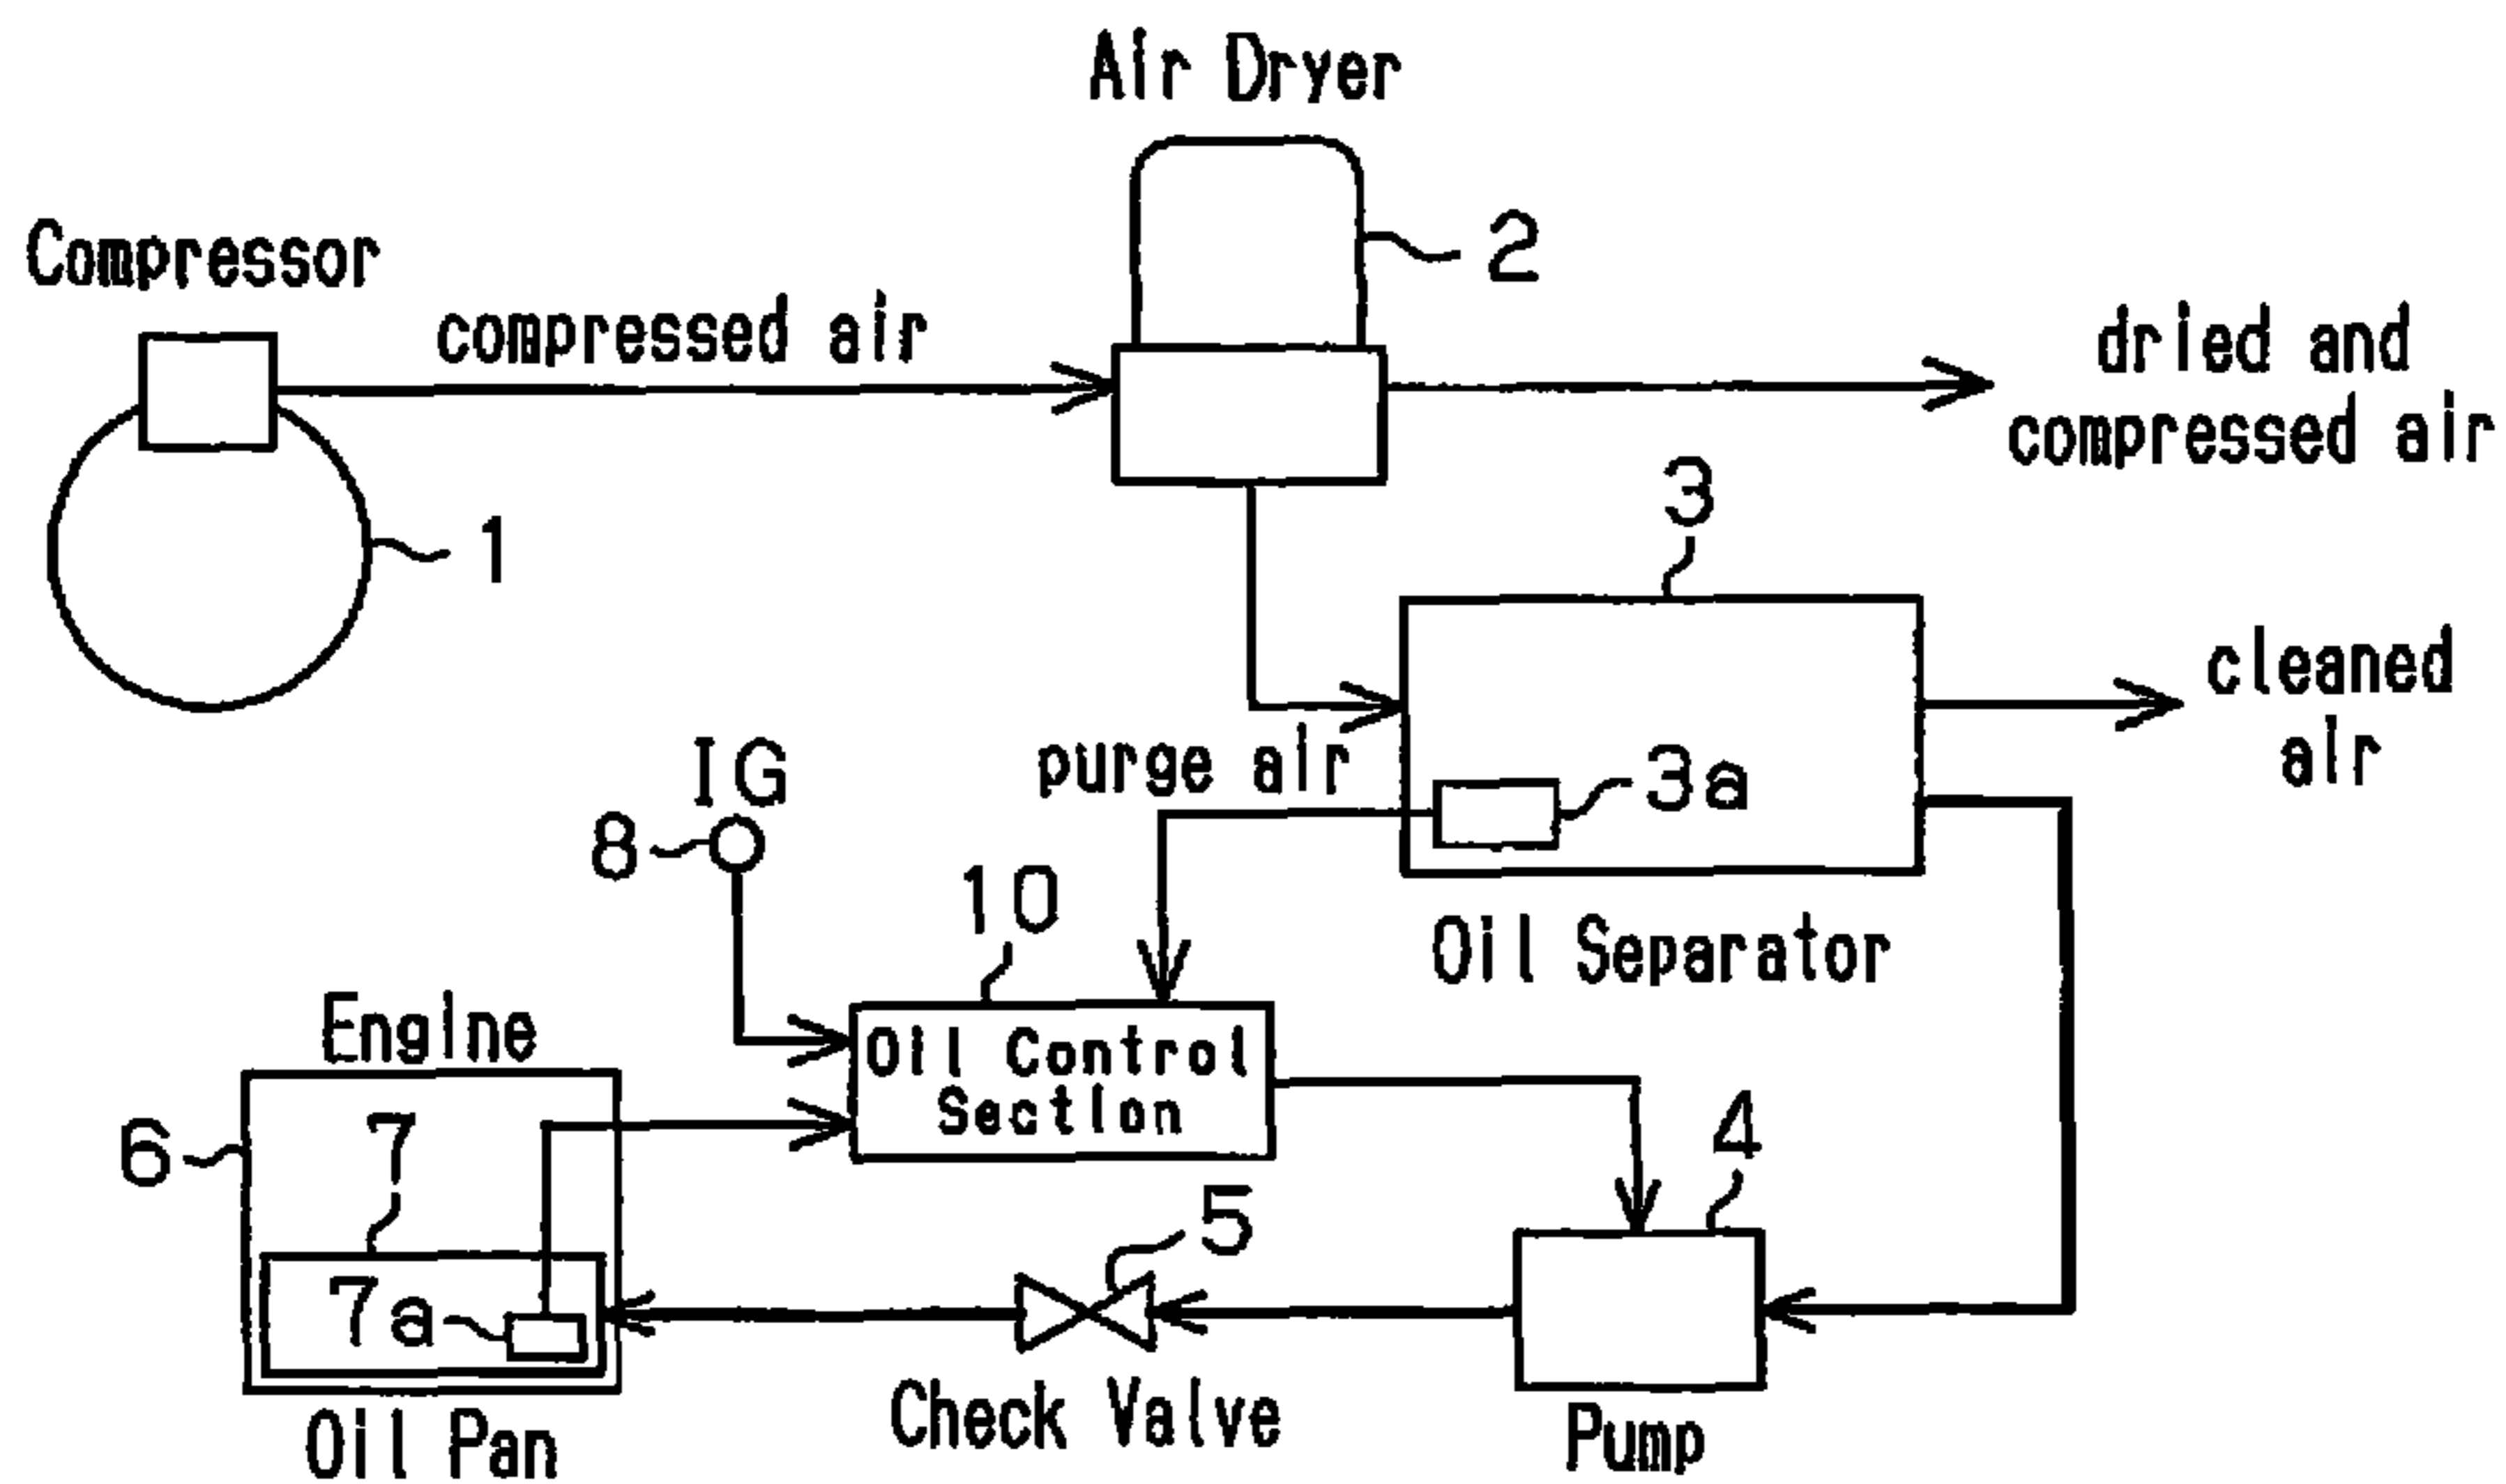 Air Dryer
2
Compressor
compressed air
dried and
compressed air
1
3
cleaned
air
purge air
3a
IG
8
10
Oil Separator
Engine
Oil Control
Section
6
7
4
5
7a
Check Valve
Pump
Oil Pan